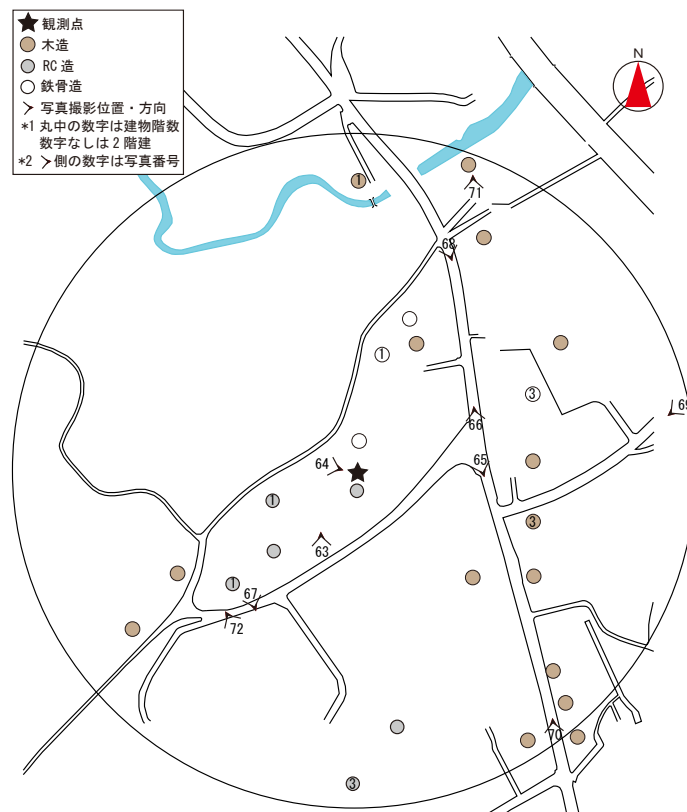 観測点
木造
RC 造
鉄骨造
写真撮影位置・方向
*1 丸中の数字は建物階数
数字なしは 2 階建
*2 側の数字は写真番号
N
1
71
68
1
3
69
66
64
65
1
3
63
1
67
72
70
3